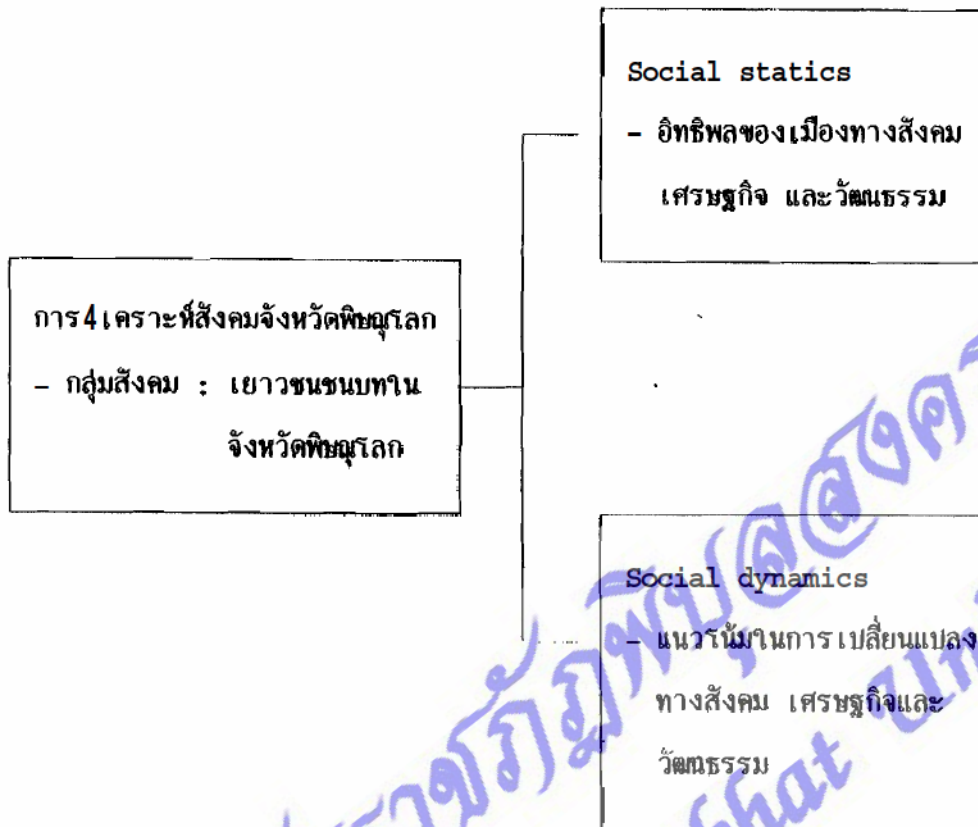 Social statics
- อิทธิพลของเมืองทางสังคม
เศรษฐกิจ และวัฒนธรรม
การ4เคราะห์สังคมจังหวัดพิษณุโลก
- กลุ่มสังคม : เยาวชนชนบทใน
จังหวัดพิษณุโลก
Social dynamics
- แนวโน้มในการเปลี่ยนแปลง
ทางสังคม เศรษฐกิจและ
วัฒนธรรม